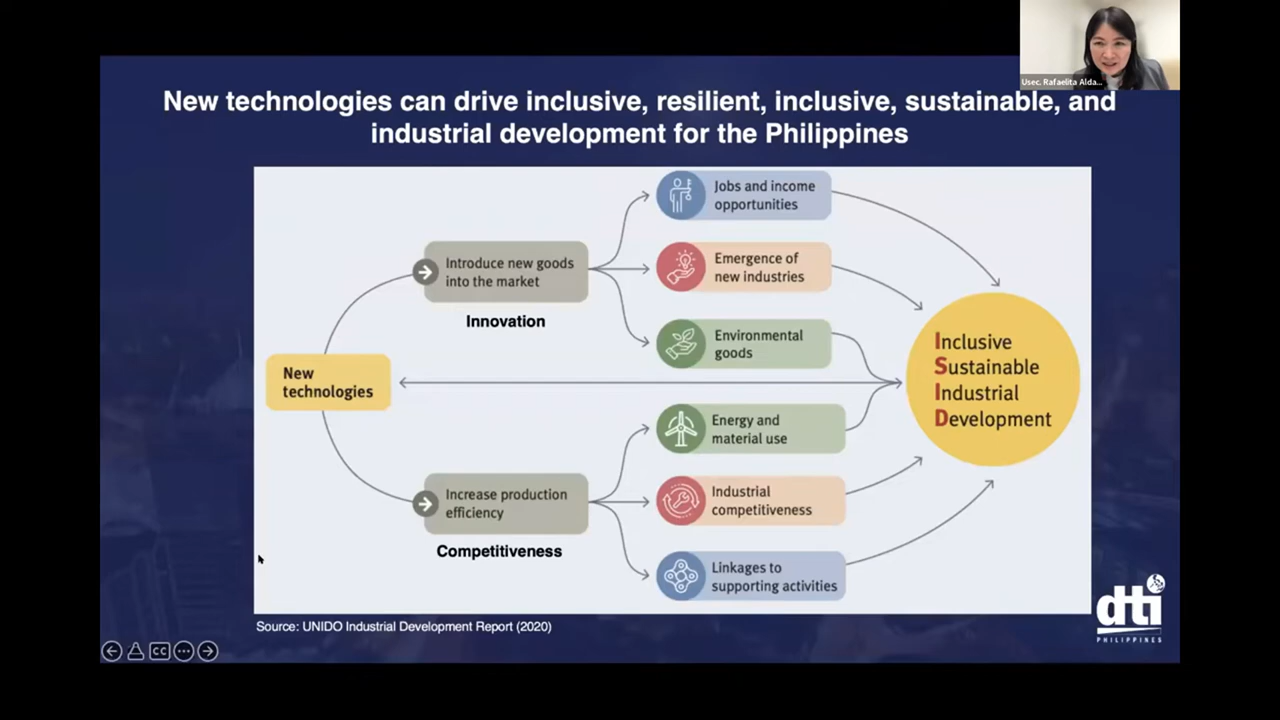 Usec. Rafaelita Alda...
New technologies can drive inclusive, resilient, inclusive, sustainable, and
industrial development for the Philippines
Jobs and income
opportunities
Introduce new goods
into the market
Emergence of
new industries
Innovation
Environmental
goods
New
technologies
Inclusive
Sustainable
Industrial
Development
Energy and
material use
Increase production
efficiency
Industrial
competitiveness
Competitiveness
Linkages to
supporting activities
Source: UNIDO Industrial Development Report (2020)
dti
PHILIPPINES
CC